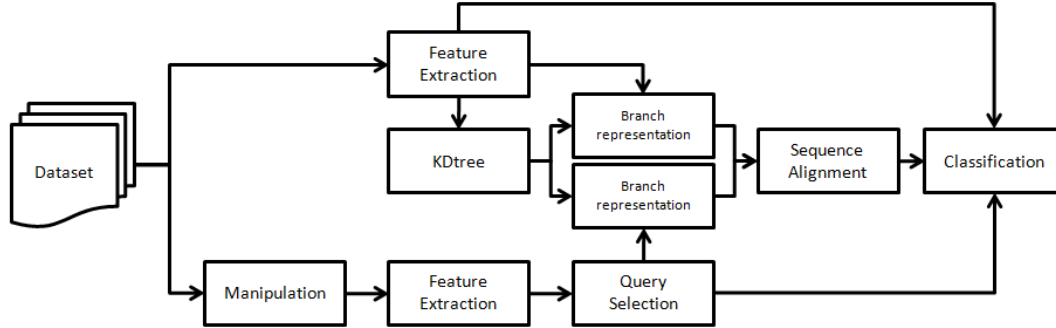 Feature
Extraction
Branch
representation
Dataset
KDtree
Sequence
Alignment
Classification
Branch
representation
Manipulation
Feature
Extraction
Query
Selection